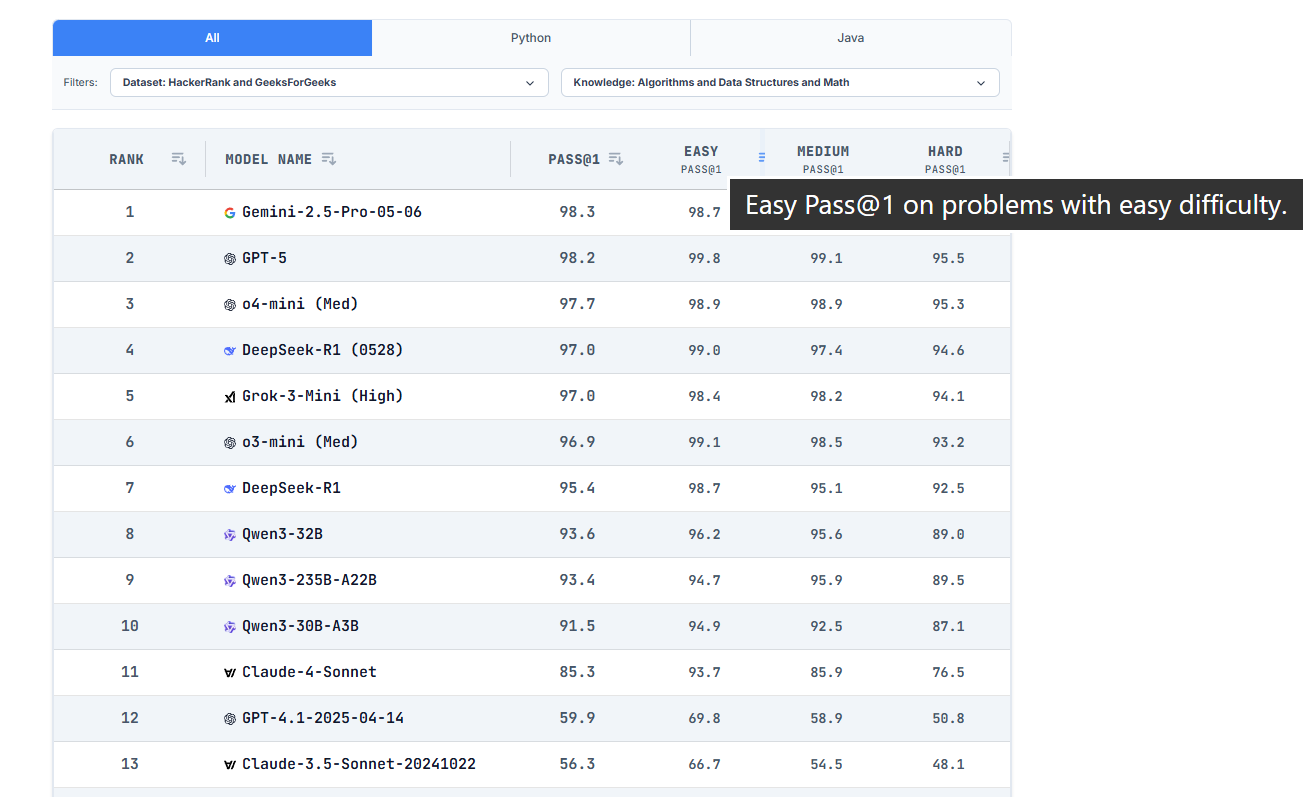 All Python Java
Filters: Dataset: HackerRank and GeeksForGeeks Knowledge: Algorithms and Data Structures and Math
RANK MODEL NAME PASS@1 EASY PASS@1 MEDIUM PASS@1 HARD PASS@1
Easy Pass@1 on problems with easy difficulty.
1 Gemini-2.5-Pro-05-06 98.3 98.7
2 GPT-5 98.2 99.8 99.1 95.5
3 o4-mini (Med) 97.7 98.9 98.9 95.3
4 DeepSeek-R1 (0528) 97.0 99.0 97.4 94.6
5 Grok-3-Mini (High) 97.0 98.4 98.2 94.1
6 o3-mini (Med) 96.9 99.1 98.5 93.2
7 DeepSeek-R1 95.4 98.7 95.1 92.5
8 Qwen3-32B 93.6 96.2 95.6 89.0
9 Qwen3-235B-A22B 93.4 94.7 95.9 89.5
10 Qwen3-30B-A3B 91.5 94.9 92.5 87.1
11 Claude-4-Sonnet 85.3 93.7 85.9 76.5
12 GPT-4.1-2025-04-14 59.9 69.8 58.9 50.8
13 Claude-3.5-Sonnet-20241022 56.3 66.7 54.5 48.1